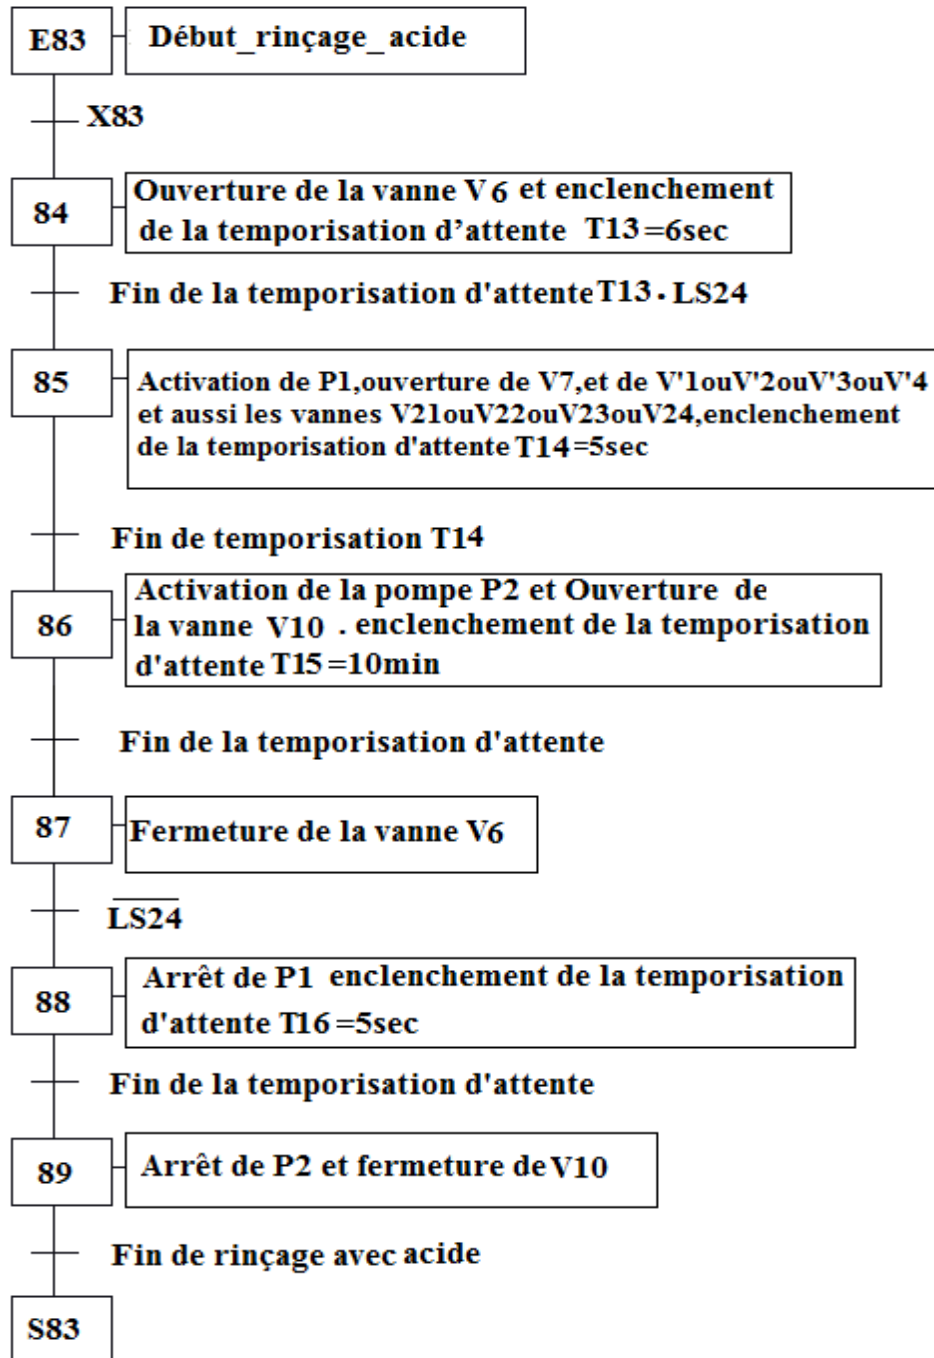 E83
Début_rinçage_acide
X83
84
Ouverture de la vanne V6 et enclenchement
de la temporisation d’attente T13=6sec
Fin de la temporisation d'attente T13 . LS24
85
Activation de P1,ouverture de V7,et de V'1ouV'2ouV'3ouV'4
et aussi les vannes V21ouV22ouV23ouV24,enclenchement
de la temporisation d'attente T14=5sec
Fin de temporisation T14
86
Activation de la pompe P2 et Ouverture de
la vanne V10 . enclenchement de la temporisation
d'attente T15=10min
Fin de la temporisation d'attente
87
Fermeture de la vanne V6
L̅S̅2̅4̅
88
Arrêt de P1 enclenchement de la temporisation
d'attente T16=5sec
Fin de la temporisation d'attente
89
Arrêt de P2 et fermeture de V10
Fin de rinçage avec acide
S83